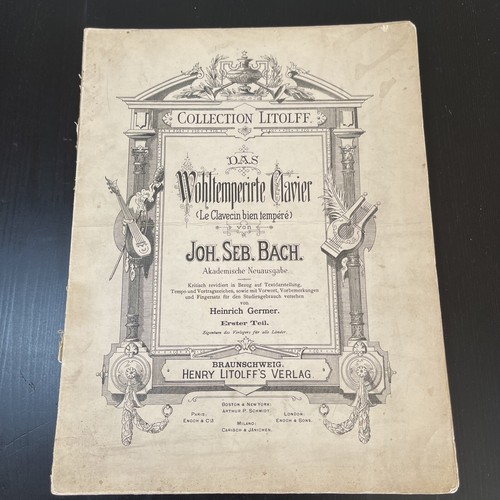 COLLECTION LITOLFF.
DAS
Wohltemperirte Clavier
(Le Clavecin bien tempéré)
von
JOH. SEB. BACH.
Akademische Neuausgabe.
Kritisch revidirt in Bezug auf Textdarstellung,
Tempo und Vortragszeichen, sowie mit Vorwort, Vorbemerkungen
und Fingersatz für den Studiengebrauch versehen
von
Heinrich Germer.
Erster Teil.
Eigentum des Verlegers für alle Länder.
BRAUNSCHWEIG.
HENRY LITOLFF'S VERLAG
BOSTON & NEW YORK:
ARTHUR P. SCHMIDT.
PARIS:
ENOCH & CIE
LONDON:
ENOCH & SONS.
MILANO:
CARISCH & JÄNICHEN.